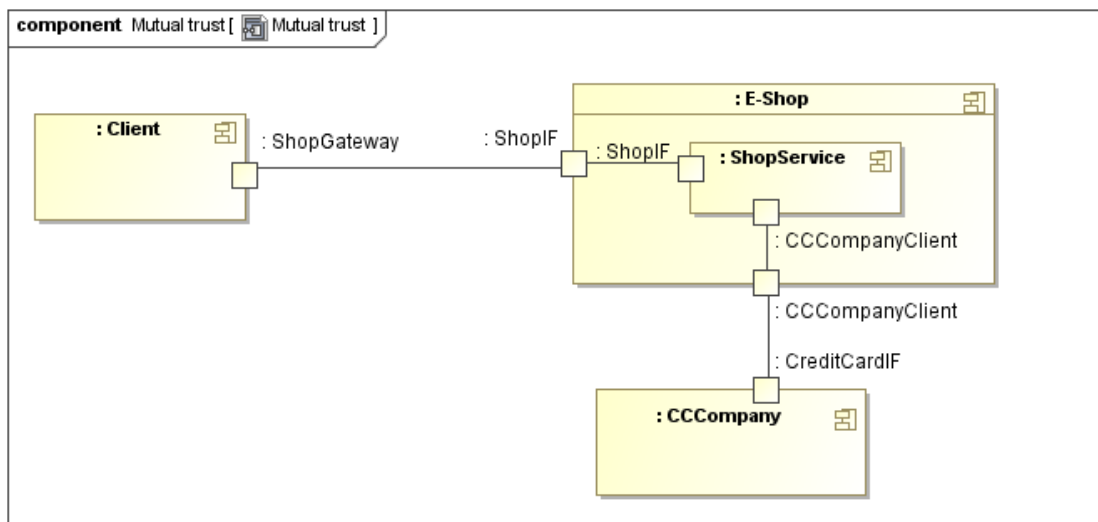 component Mutual trust [ Mutual trust ]
: E-Shop
: Client
: ShopGateway
: ShopIF
: ShopIF
: ShopService
: CCCompanyClient
: CCCompanyClient
: CreditCardIF
: CCCompany